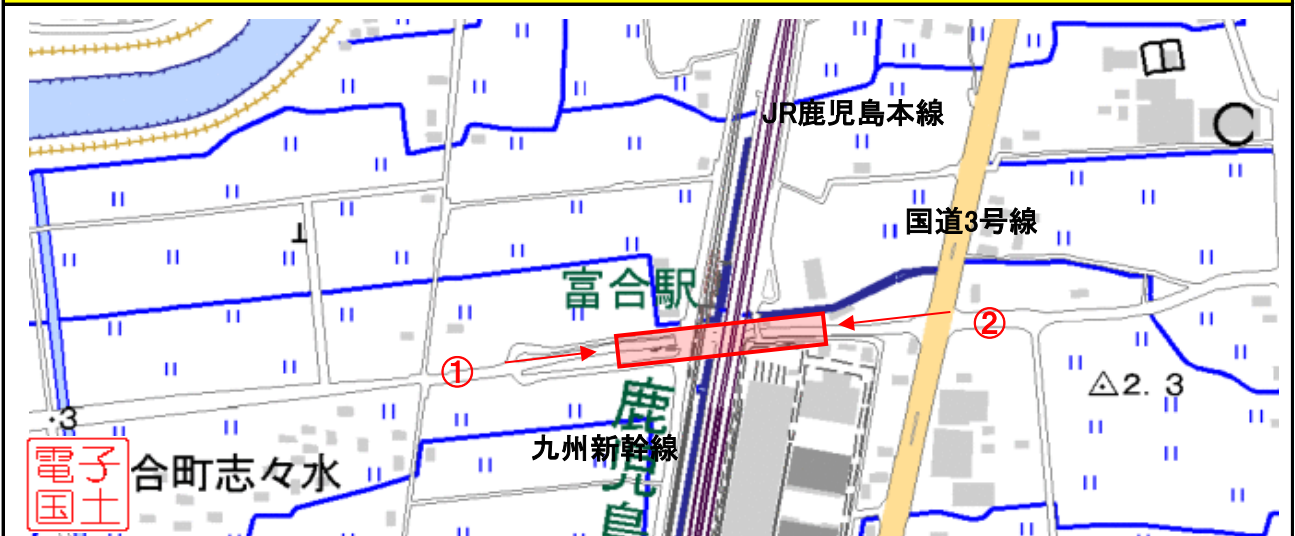 JR鹿児島本線
国道3号線
富合駅
①
②
2.3
・3
九州新幹線
鹿児島
合町志々水
電子
国土